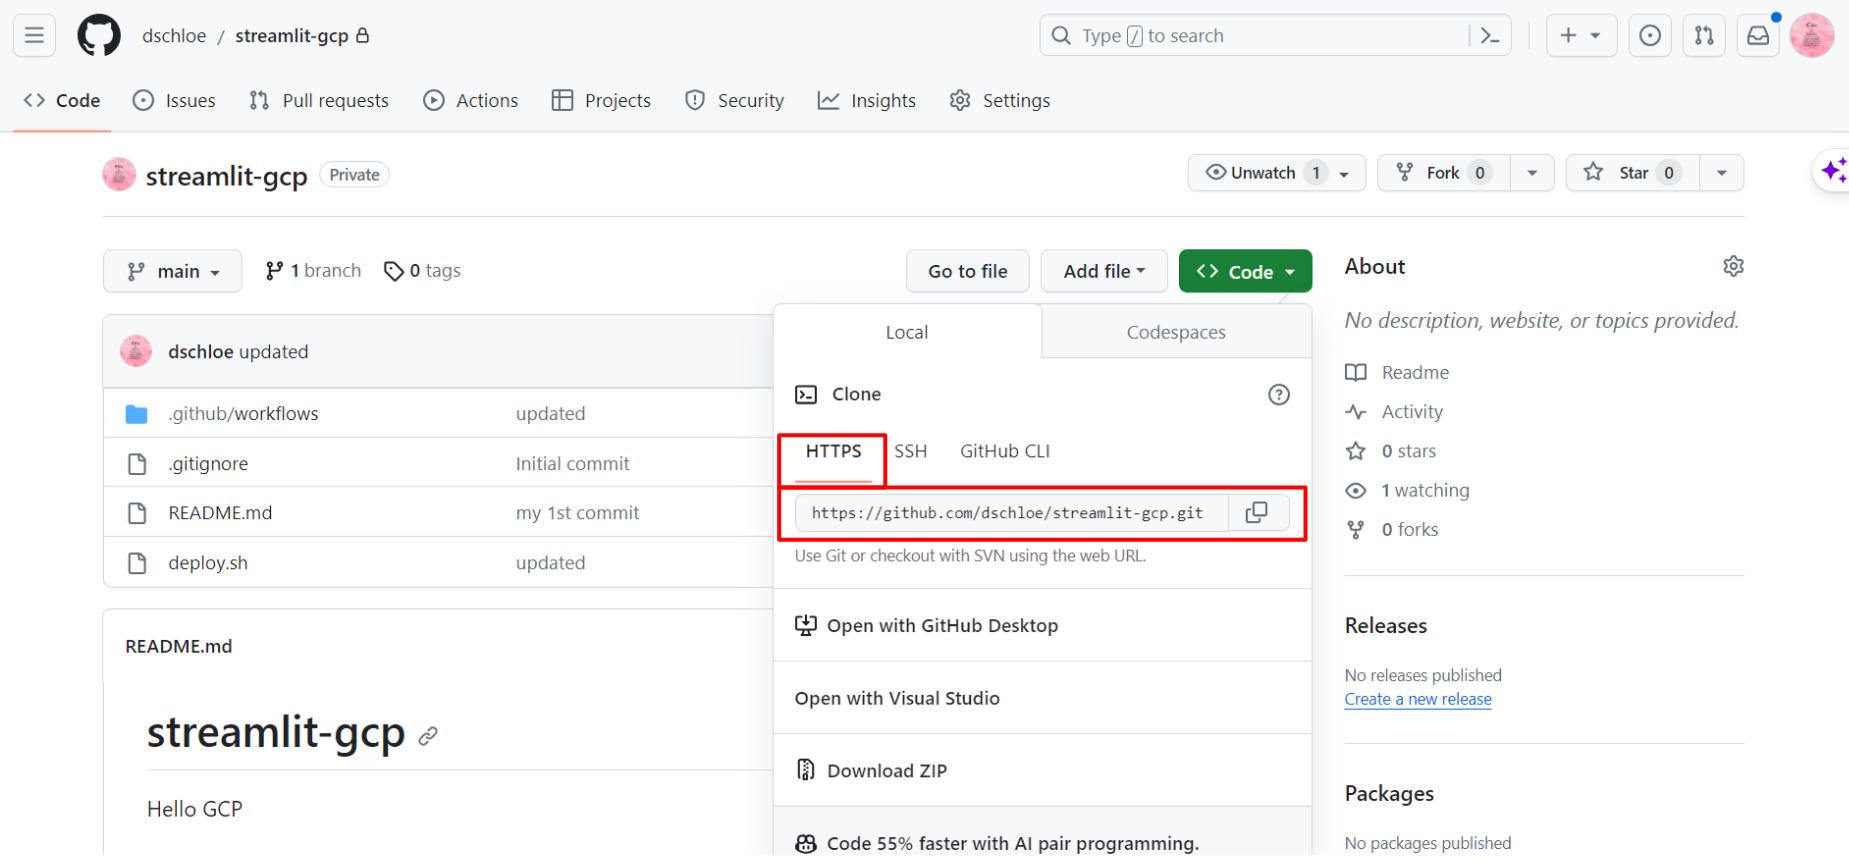 dschloe / streamlit-gcp
Type / to search
Code Issues Pull requests Actions Projects Security Insights Settings
streamlit-gcp Private
Unwatch 1 Fork 0 Star 0
main 1 branch 0 tags
Go to file Add file Code
dschloe updated
.github/workflows updated
.gitignore Initial commit
README.md my 1st commit
deploy.sh updated
README.md
streamlit-gcp
Hello GCP
Local Codespaces
Clone
HTTPS SSH GitHub CLI
https://github.com/dschloe/streamlit-gcp.git
Use Git or checkout with SVN using the web URL.
Open with GitHub Desktop
Open with Visual Studio
Download ZIP
Code 55% faster with AI pair programming.
About
No description, website, or topics provided.
Readme
Activity
0 stars
1 watching
0 forks
Releases
No releases published
Create a new release
Packages
No packages published